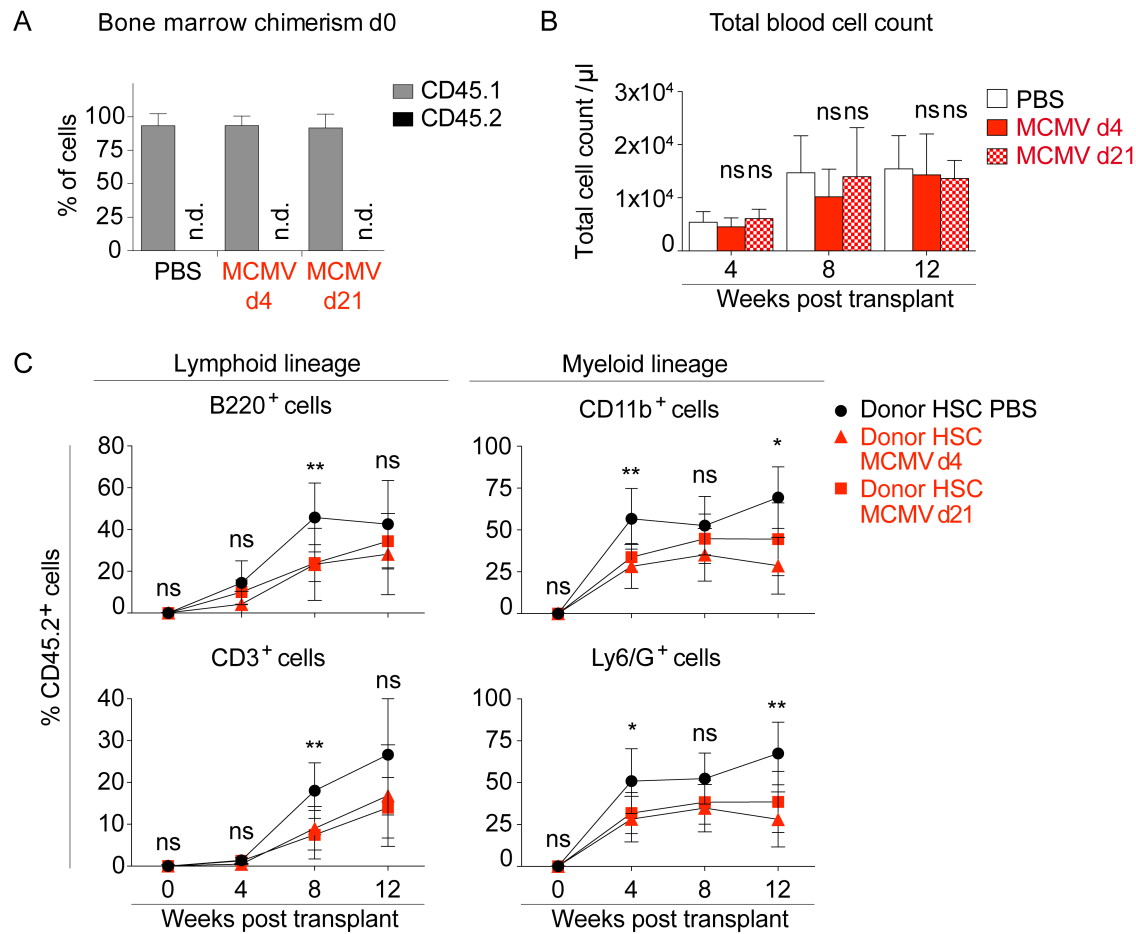 A
Bone marrow chimerism d0
% of cells
100
75
50
25
0
n.d.
n.d.
n.d.
PBS
MCMV d4
MCMV d21
CD45.1
CD45.2
B
Total blood cell count
Total cell count /µl
3x10⁴
2x10⁴
1x10⁴
0
ns ns
ns ns
ns ns
4 8 12
Weeks post transplant
PBS
MCMV d4
MCMV d21
C
Lymphoid lineage
Myeloid lineage
% CD45.2⁺ cells
B220⁺ cells
80
60
40
20
0
ns
ns
**
ns
CD11b⁺ cells
100
75
50
25
0
ns
**
ns
*
Donor HSC PBS
Donor HSC
MCMV d4
Donor HSC
MCMV d21
CD3⁺ cells
40
30
20
10
0
ns
ns
**
ns
0 4 8 12
Weeks post transplant
Ly6/G⁺ cells
100
75
50
25
0
ns
*
ns
**
0 4 8 12
Weeks post transplant